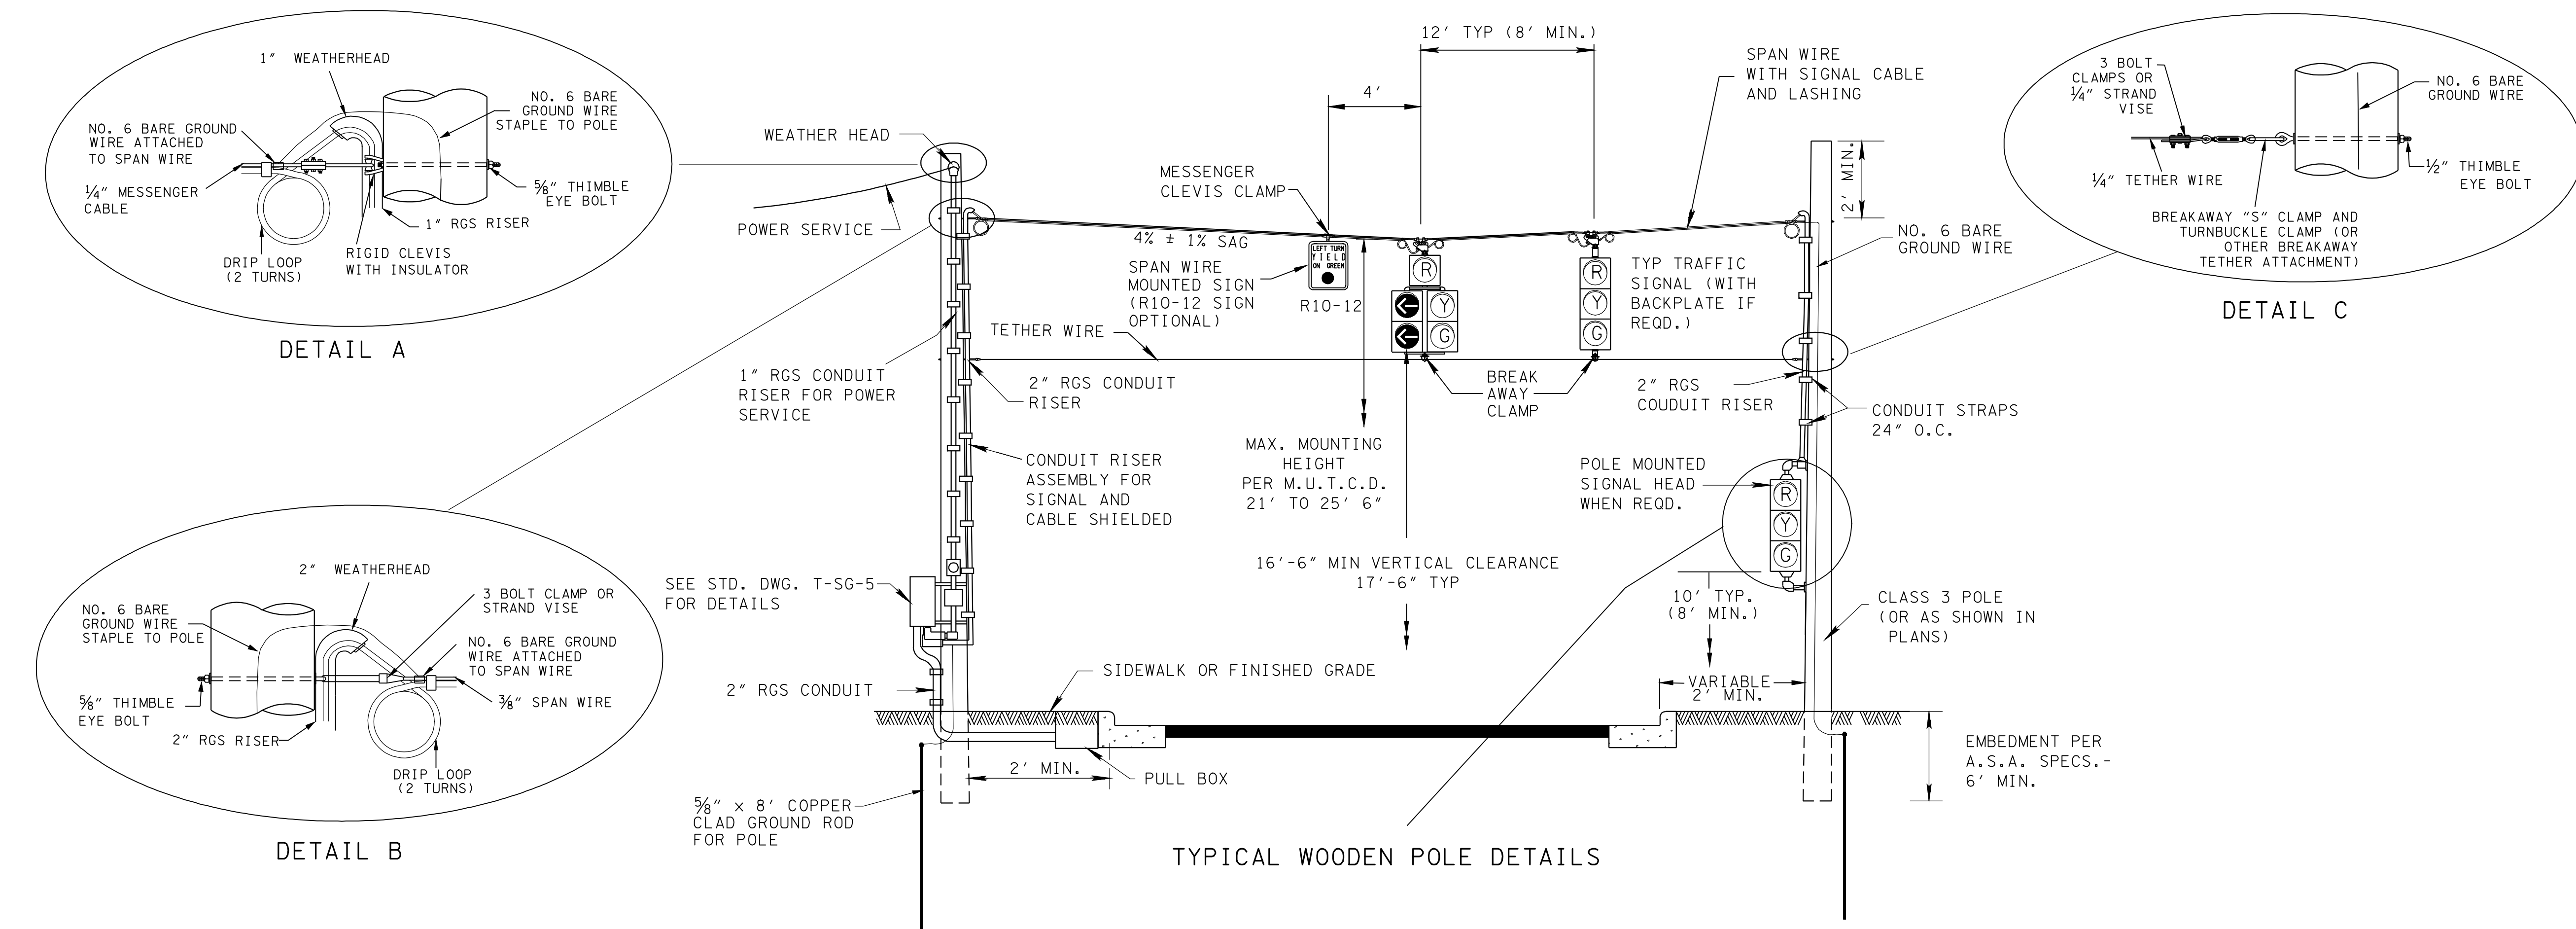 1" WEATHERHEAD
NO. 6 BARE
GROUND WIRE
STAPLE TO POLE
NO. 6 BARE GROUND
WIRE ATTACHED
TO SPAN WIRE
¼" MESSENGER
CABLE
⅝" THIMBLE
EYE BOLT
1" RGS RISER
RIGID CLEVIS
WITH INSULATOR
DRIP LOOP
(2 TURNS)
DETAIL A
2" WEATHERHEAD
3 BOLT CLAMP OR
STRAND VISE
NO. 6 BARE
GROUND WIRE
STAPLE TO POLE
NO. 6 BARE GROUND
WIRE ATTACHED
TO SPAN WIRE
⅝" THIMBLE
EYE BOLT
⅜" SPAN WIRE
2" RGS RISER
DRIP LOOP
(2 TURNS)
DETAIL B
12' TYP (8' MIN.)
4'
SPAN WIRE
WITH SIGNAL CABLE
AND LASHING
WEATHER HEAD
MESSENGER
CLEVIS CLAMP
2' MIN.
POWER SERVICE
4% ± 1% SAG
NO. 6 BARE
GROUND WIRE
SPAN WIRE
MOUNTED SIGN
(R10-12 SIGN
OPTIONAL)
LEFT TURN
YIELD
ON GREEN
R10-12
R
Y
G
R
Y
G
TYP TRAFFIC
SIGNAL (WITH
BACKPLATE IF
REQD.)
TETHER WIRE
1" RGS CONDUIT
RISER FOR POWER
SERVICE
2" RGS CONDUIT
RISER
BREAK
AWAY
CLAMP
2" RGS
COUDUIT RISER
CONDUIT STRAPS
24" O.C.
MAX. MOUNTING
HEIGHT
PER M.U.T.C.D.
21' TO 25' 6"
CONDUIT RISER
ASSEMBLY FOR
SIGNAL AND
CABLE SHIELDED
POLE MOUNTED
SIGNAL HEAD
WHEN REQD.
R
Y
G
16'-6" MIN VERTICAL CLEARANCE
17'-6" TYP
SEE STD. DWG. T-SG-5
FOR DETAILS
10' TYP.
(8' MIN.)
CLASS 3 POLE
(OR AS SHOWN IN
PLANS)
SIDEWALK OR FINISHED GRADE
2" RGS CONDUIT
VARIABLE
2' MIN.
2' MIN.
PULL BOX
EMBEDMENT PER
A.S.A. SPECS.-
6' MIN.
⅝" x 8' COPPER
CLAD GROUND ROD
FOR POLE
TYPICAL WOODEN POLE DETAILS
3 BOLT
CLAMPS OR
¼" STRAND
VISE
NO. 6 BARE
GROUND WIRE
¼" TETHER WIRE
½" THIMBLE
EYE BOLT
BREAKAWAY "S" CLAMP AND
TURNBUCKLE CLAMP (OR
OTHER BREAKAWAY
TETHER ATTACHMENT)
DETAIL C